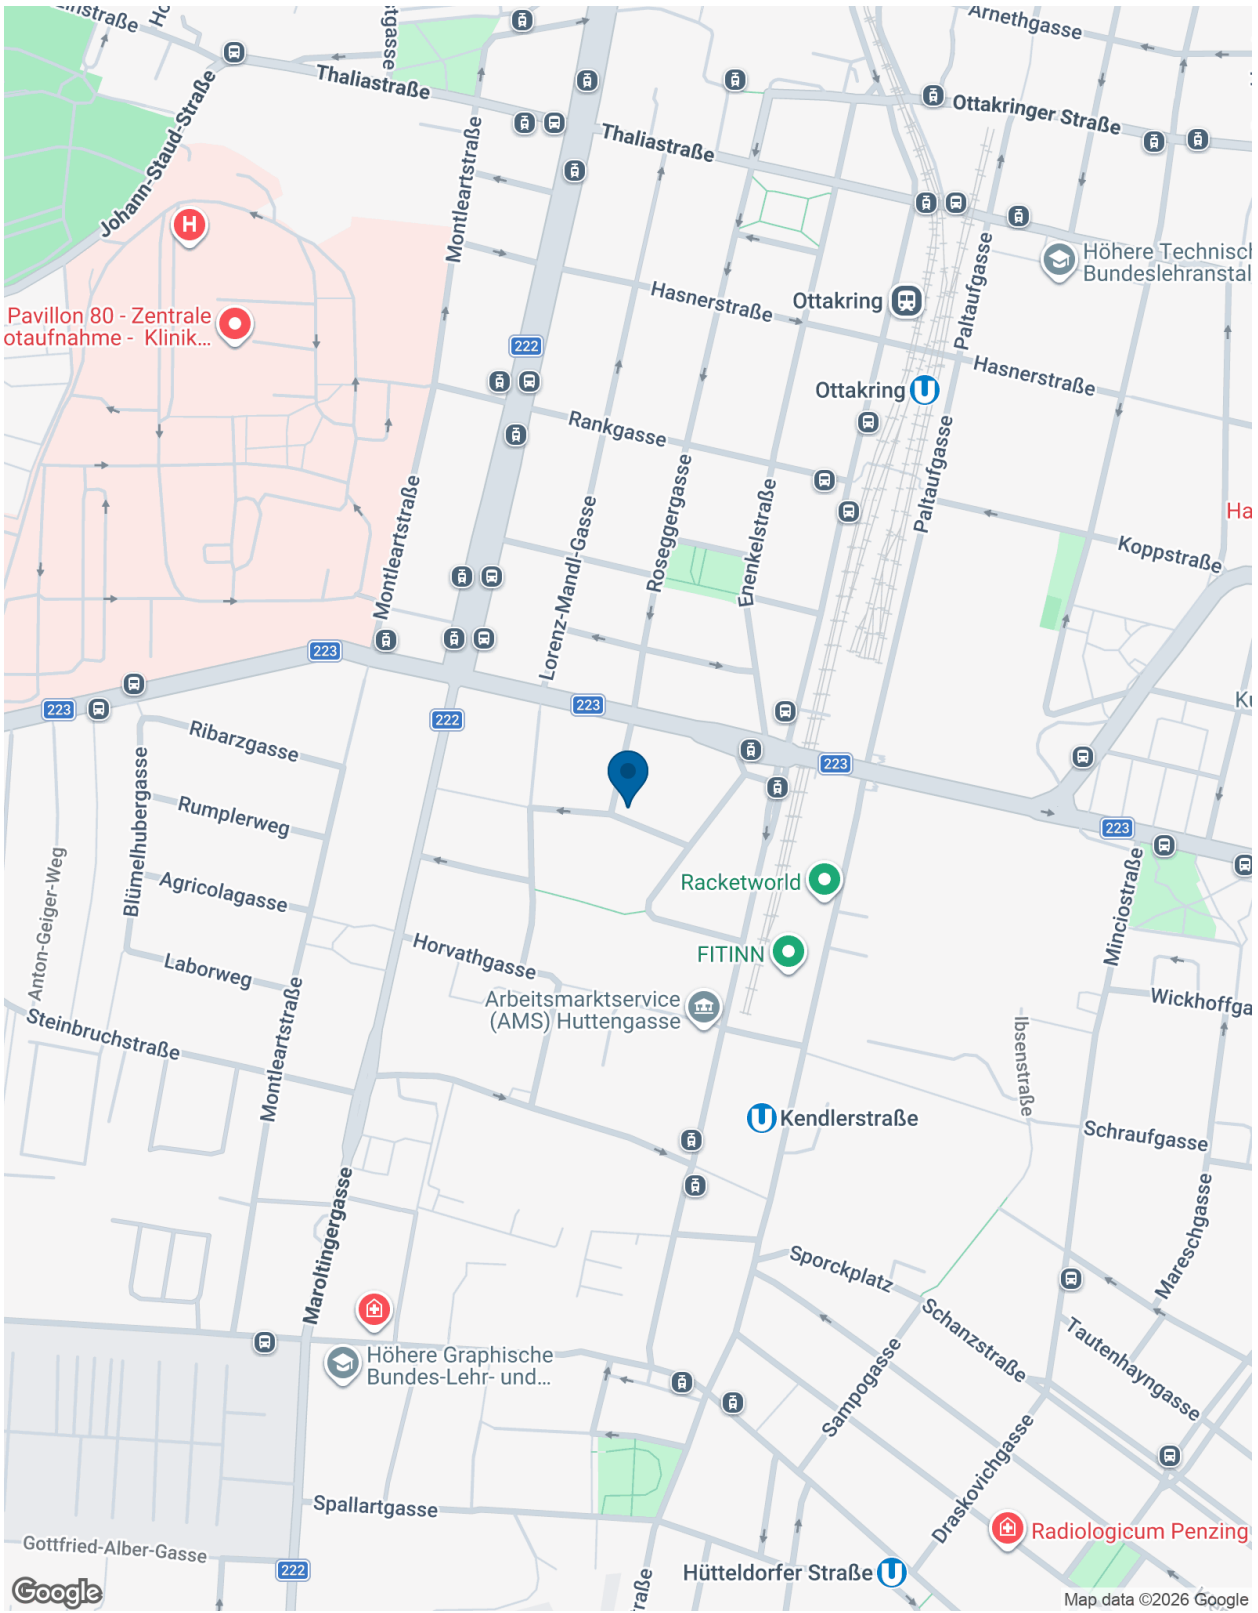 Arnethgasse
Thaliastraße
Johann-Staud-Straße
Ottakringer Straße
Thaliastraße
Montleartstraße
H
Höhere Technisch
Bundeslehranstal
Paltaufgasse
Hasnerstraße
Ottakring
Pavillon 80 - Zentrale
otaufnahme - Klinik...
222
Hasnerstraße
Ottakring
U
Rankgasse
Paltaufgasse
Roseggergasse
Enenkelstraße
Lorenz-Mandl-Gasse
Montleartstraße
Ha
Koppstraße
223
223
223
222
Ku
Ribarzgasse
223
Rumplerweg
Blümelhubergasse
223
Agricolagasse
Anton-Geiger-Weg
Racketworld
Minciostraße
Horvathgasse
FITINN
Laborweg
Arbeitsmarktservice
(AMS) Huttengasse
Wickhoffga
Steinbruchstraße
Montleartstraße
Ibsenstraße
U
Kendlerstraße
Schraufgasse
Maroltingergasse
Mareschgasse
Sporckplatz
Schanzstraße
Tautenhayngasse
Höhere Graphische
Bundes-Lehr- und...
Sampogasse
Draskovichgasse
Spallartgasse
Radiologicum Penzing
Gottfried-Alber-Gasse
222
Hütteldorfer Straße
U
Google
Map data ©2026 Google